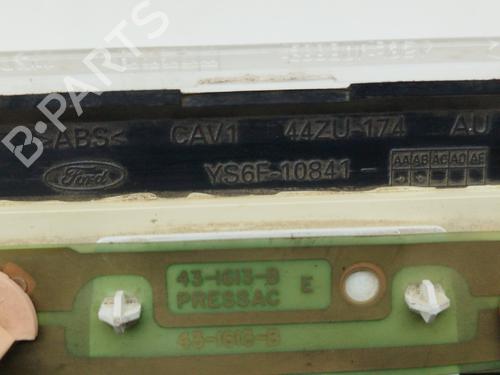 B-PARTS
>ABS< CAV1 44ZU-174 AU
Ford YS6F-10841- AA AB AC AD AE
43-1613-B E
PRESSAC
43-1613-B